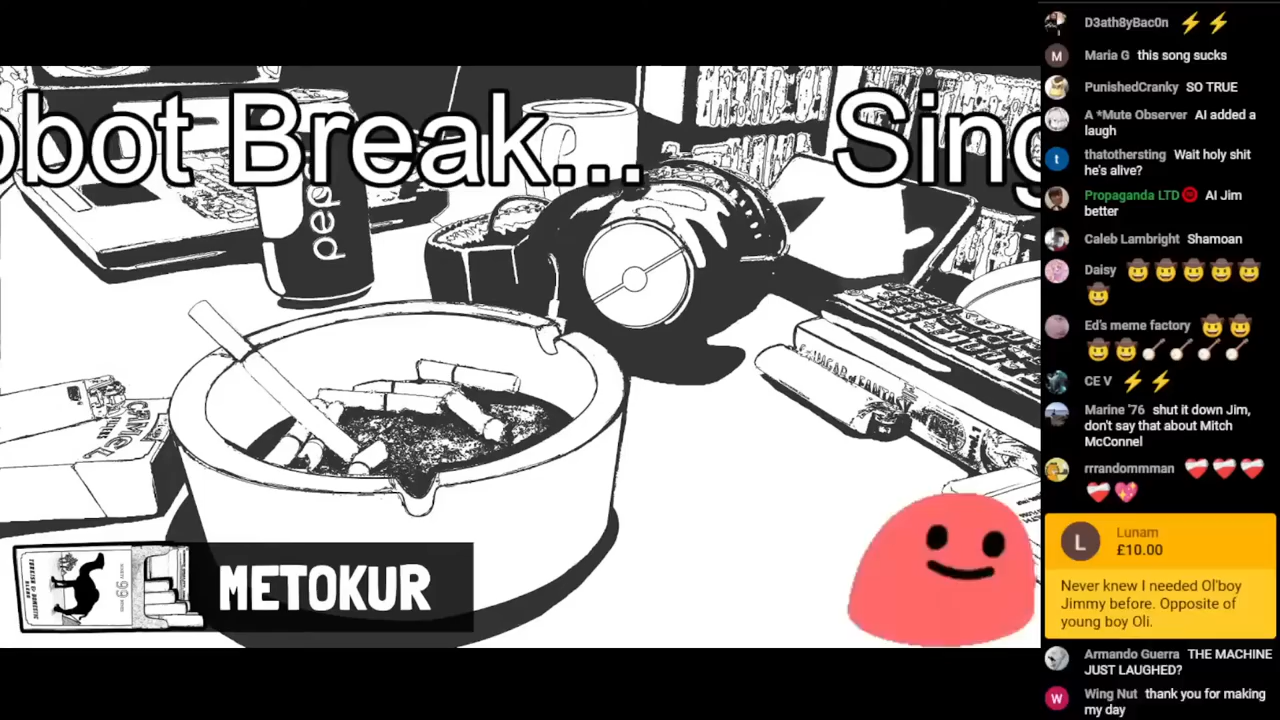 obot Break...
Sing
pep
CAMEL
METOKUR
D3ath8yBac0n
Maria G this song sucks
PunishedCranky SO TRUE
A *Mute Observer AI added a
laugh
thatothersting Wait holy shit
he's alive?
Propaganda LTD AI Jim
better
Caleb Lambright Shamoan
Daisy
Ed's meme factory
CE V
Marine '76 shut it down Jim,
don't say that about Mitch
McConnel
rrrandommman
L
Lunam
£10.00
Never knew I needed Ol'boy
Jimmy before. Opposite of
young boy Oli.
Armando Guerra THE MACHINE
JUST LAUGHED?
Wing Nut thank you for making
my day